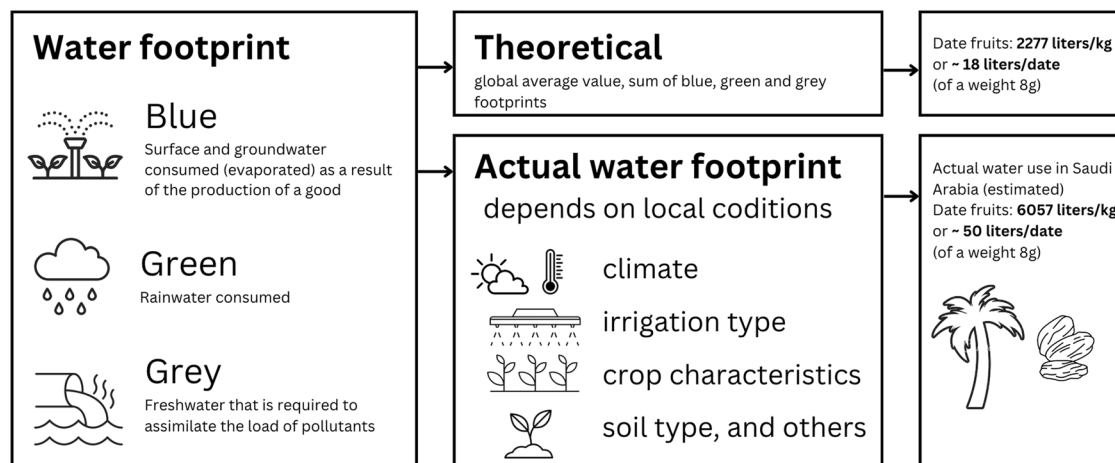 Water footprint
Blue
Surface and groundwater
consumed (evaporated) as a result
of the production of a good
Green
Rainwater consumed
Grey
Freshwater that is required to
assimilate the load of pollutants
Theoretical
global average value, sum of blue, green and grey
footprints
Actual water footprint
depends on local coditions
climate
irrigation type
crop characteristics
soil type, and others
Date fruits: 2277 liters/kg
or ~ 18 liters/date
(of a weight 8g)
Actual water use in Saudi
Arabia (estimated)
Date fruits: 6057 liters/kg
or ~ 50 liters/date
(of a weight 8g)